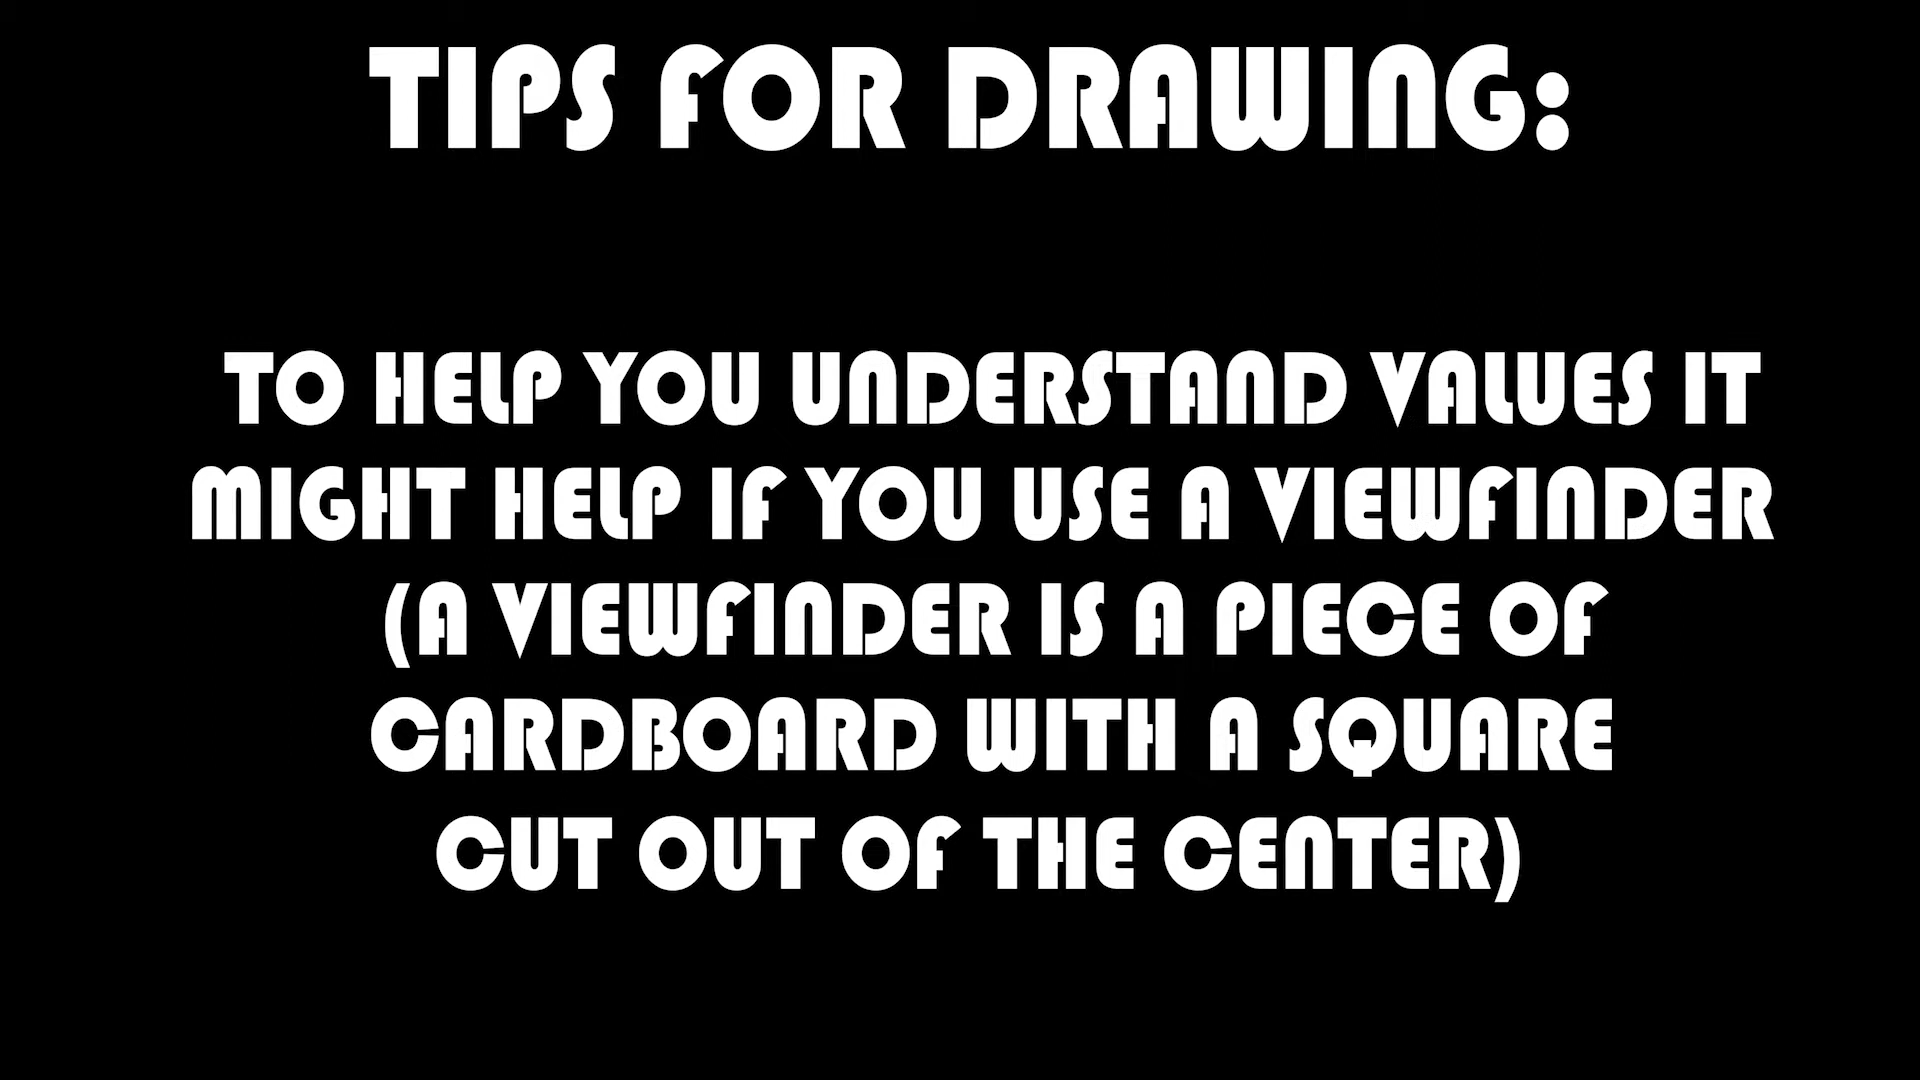 TIPS FOR DRAWING:
TO HELP YOU UNDERSTAND VALUES IT
MIGHT HELP IF YOU USE A VIEWFINDER
(A VIEWFINDER IS A PIECE OF
CARDBOARD WITH A SQUARE
CUT OUT OF THE CENTER)